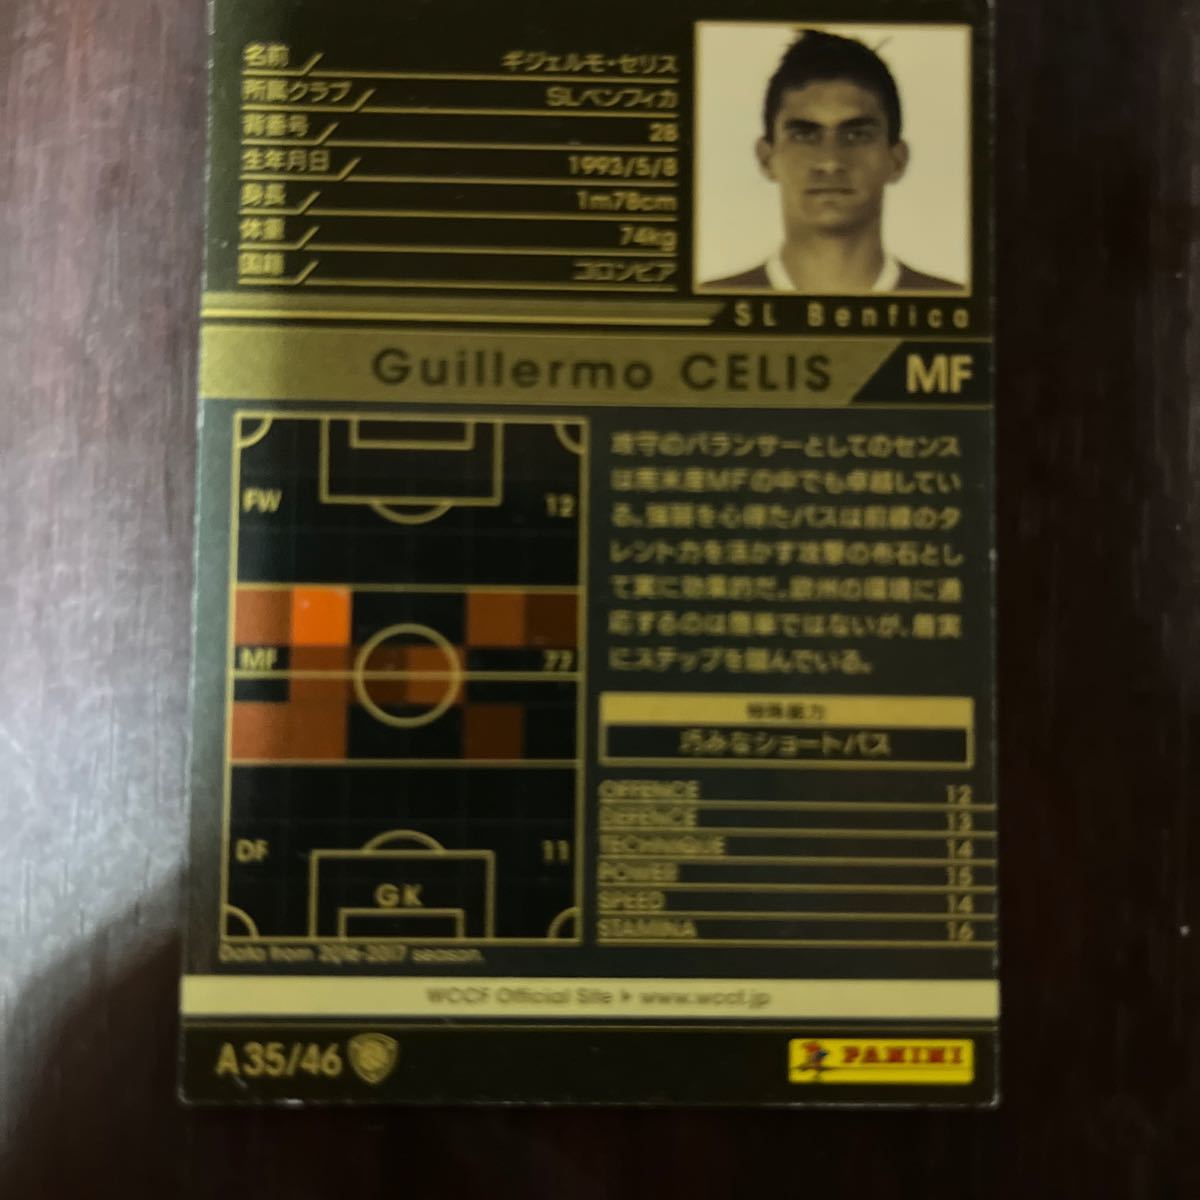 名前 ギジェルモ・セリス
所属クラブ SLベンフィカ
背番号 28
生年月日 1993/5/8
身長 1m78cm
体重 74kg
国籍 コロンビア
SL Benfica
Guillermo CELIS MF
FW 12
MF 77
DF 11
GK
Data from 2016-2017 season.
攻守のバランサーとしてのセンス
は南米産MFの中でも卓越してい
る。強弱を心得たパスは前線のタ
レント力を活かす攻撃の布石とし
て実に効果的だ。欧州の環境に適
応するのは簡単ではないが、着実
にステップを踏んでいる。
特殊能力
巧みなショートパス
OFFENCE 12
DEFENCE 13
TECHNIQUE 14
POWER 15
SPEED 14
STAMINA 16
WCCF Official Site ▶ www.wccf.jp
A35/46
PANINI